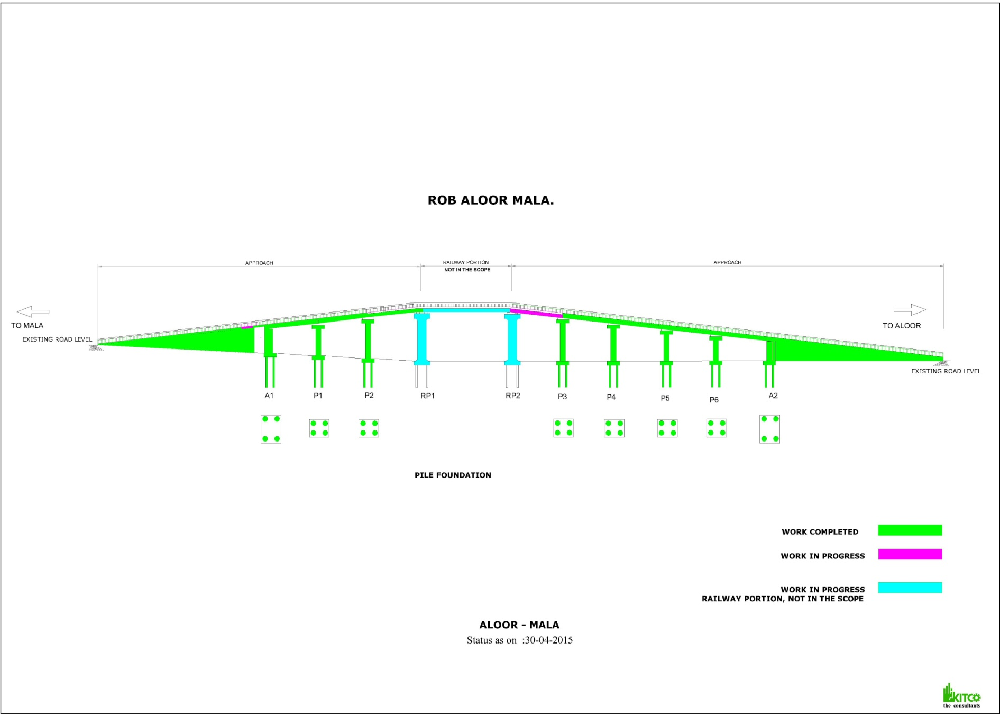 ROB ALOOR MALA.
APPROACH
RAILWAY PORTION
NOT IN THE SCOPE
APPROACH
TO MALA
TO ALOOR
EXISTING ROAD LEVEL
EXISTING ROAD LEVEL
A1
P1
P2
RP1
RP2
P3
P4
P5
P6
A2
PILE FOUNDATION
WORK COMPLETED
WORK IN PROGRESS
WORK IN PROGRESS
RAILWAY PORTION, NOT IN THE SCOPE
ALOOR - MALA
Status as on :30-04-2015
KITCO
the consultants